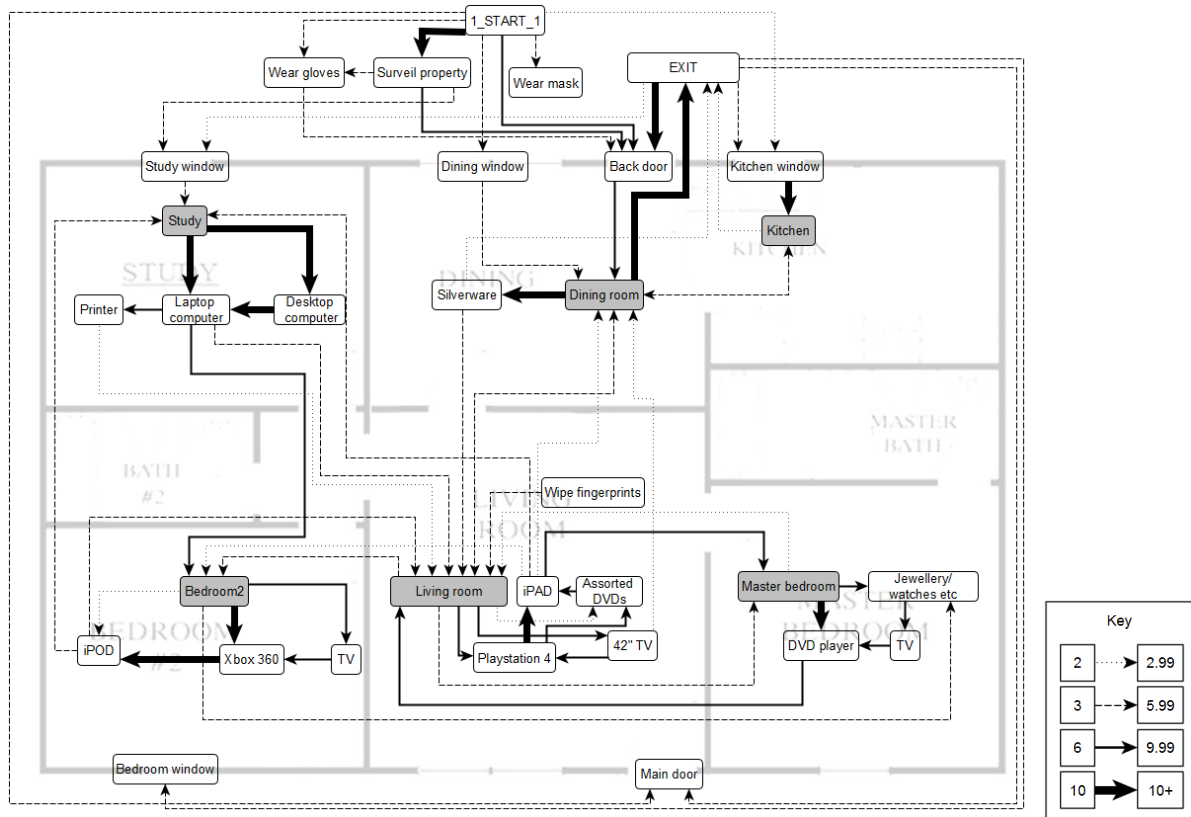 1_START_1
EXIT
Wear gloves
Surveil property
Wear mask
Study window
Dining window
Back door
Kitchen window
Study
Kitchen
KITCHEN
STUDY
DINING
Printer
Laptop
computer
Desktop
computer
Silverware
Dining room
MASTER
BATH
BATH
#2
Wipe fingerprints
LIVING
ROOM
Bedroom2
Living room
iPAD
Assorted
DVDs
Master bedroom
Jewellery/
watches etc
MASTER
BEDROOM
BEDROOM
#2
iPOD
Xbox 360
TV
Playstation 4
42" TV
DVD player
TV
Bedroom window
Main door
Key
2
2.99
3
5.99
6
9.99
10
10+